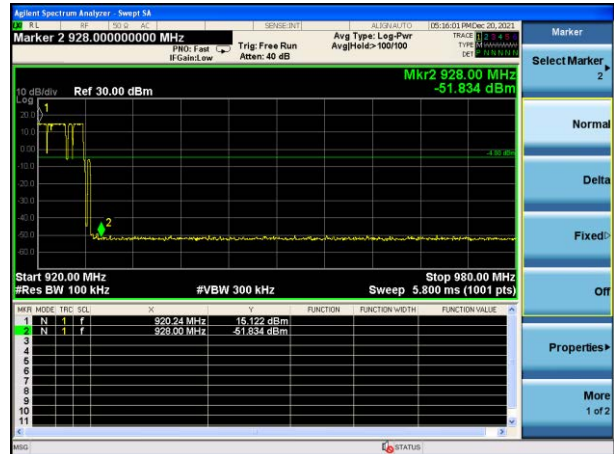 Agilent Spectrum Analyzer - Swept SA
RL RF 50 Ω AC SENSE:INT ALIGNAUTO 05:16:01 PMDec 20, 2021
Marker 2 928.000000000 MHz
PNO: Fast
IFGain:Low
Trig: Free Run
Atten: 40 dB
Avg Type: Log-Pwr
Avg|Hold:>100/100
TRACE 1 2 3 4 5 6
TYPE M
DET P N N N N N
Mkr2 928.00 MHz
-51.834 dBm
10 dB/div Ref 30.00 dBm
Log
20.0
10.0
0.00
-10.0
-20.0
-30.0
-40.0
-50.0
-60.0
1
2
Start 920.00 MHz
Stop 980.00 MHz
#Res BW 100 kHz #VBW 300 kHz Sweep 5.800 ms (1001 pts)
MKR MODE TRC SCL X Y FUNCTION FUNCTION WIDTH FUNCTION VALUE
1 N 1 f 920.24 MHz 15.122 dBm
2 N 1 f 928.00 MHz -51.834 dBm
3
4
5
6
7
8
9
10
11
MSG STATUS
Marker
Select Marker
2
Normal
Delta
Fixed
Off
Properties
More
1 of 2